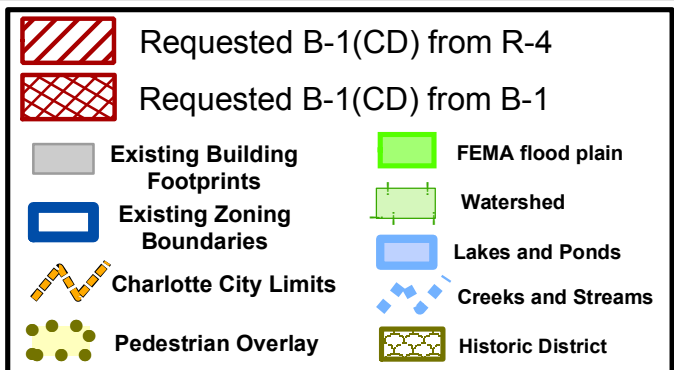 Requested B-1(CD) from R-4
Requested B-1(CD) from B-1
Existing Building
Footprints
Existing Zoning
Boundaries
Charlotte City Limits
Pedestrian Overlay
FEMA flood plain
Watershed
Lakes and Ponds
Creeks and Streams
Historic District